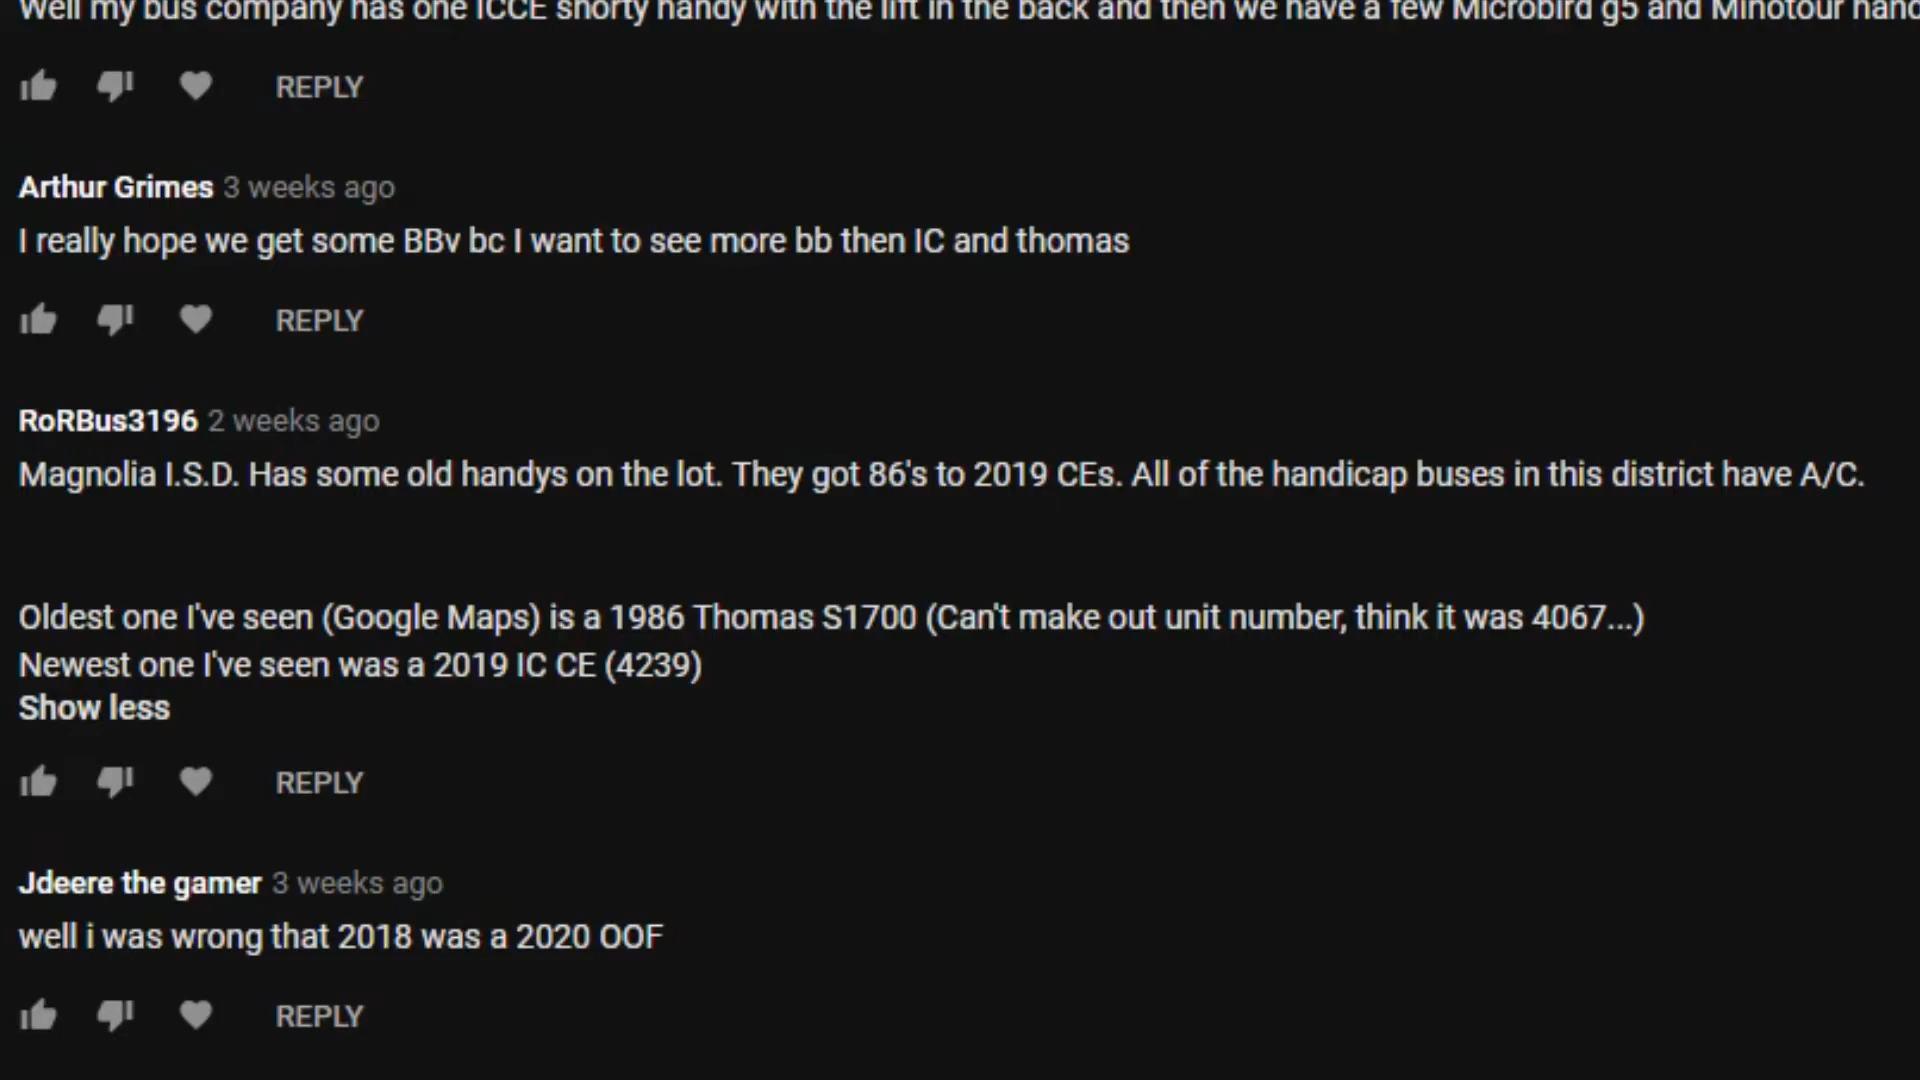 Well my bus company has one ICCE shorty handy with the lift in the back and then we have a few Microbird g5 and Minotour
REPLY
Arthur Grimes 3 weeks ago
I really hope we get some BBv bc I want to see more bb then IC and thomas
REPLY
RoRBus3196 2 weeks ago
Magnolia I.S.D. Has some old handys on the lot. They got 86's to 2019 CEs. All of the handicap buses in this district have A/C.
Oldest one I've seen (Google Maps) is a 1986 Thomas S1700 (Can't make out unit number, think it was 4067...)
Newest one I've seen was a 2019 IC CE (4239)
Show less
REPLY
Jdeere the gamer 3 weeks ago
well i was wrong that 2018 was a 2020 OOF
REPLY